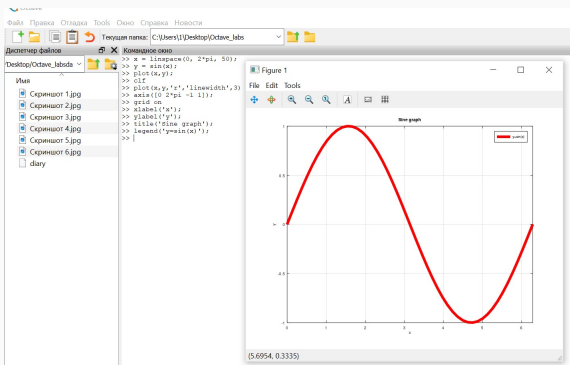 Octave
Файл Правка Отладка Tools Окно Справка Новости
Текущая папка: C:\Users\1\Desktop\Octave_labs
Диспетчер файлов
Командное окно
/Desktop/Octave_labsda
Имя
Скриншот 1.jpg
Скриншот 2.jpg
Скриншот 3.jpg
Скриншот 4.jpg
Скриншот 5.jpg
Скриншот 6.jpg
diary
>> x = linspace(0, 2*pi, 50);
>> y = sin(x);
>> plot(x,y);
>> clf
>> plot(x,y,'r','linewidth',3)
>> axis([0 2*pi -1 1]);
>> grid on
>> xlabel('x');
>> ylabel('y');
>> title('Sine graph');
>> legend('y=sin(x)');
>>
Figure 1
File Edit Tools
A
Sine graph
y=sin(x)
1
0.5
y
0
-0.5
-1
0 1 2 3 4 5 6
x
(5.6954, 0.3335)